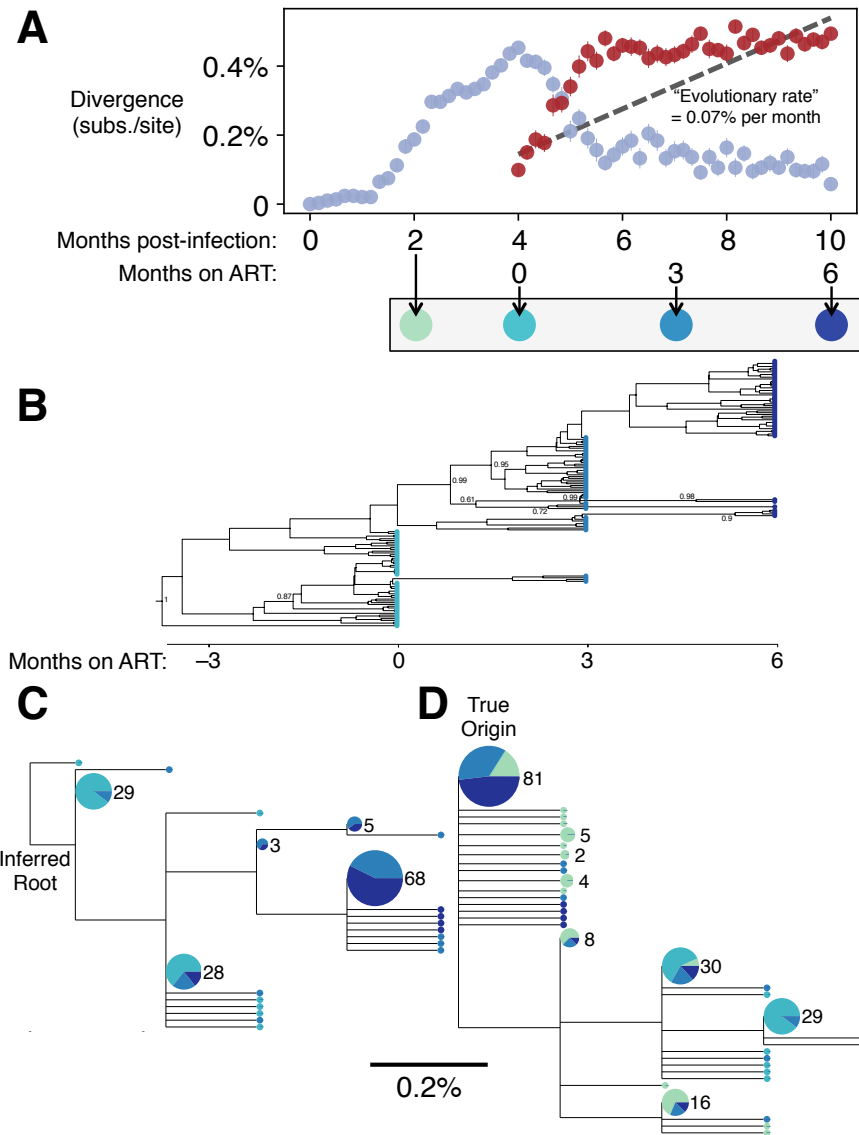 A
0.4%
Divergence
(subs./site)
0.2%
0
“Evolutionary rate”
= 0.07% per month
Months post-infection: 0 2 4 6 8 10
Months on ART: 0 3 6
B
0.99
0.95
0.61
0.99
0.98
0.72
0.9
0.87
1
Months on ART: −3 0 3 6
C
29
5
3
68
Inferred
Root
28
D
True
Origin
81
5
2
4
8
30
29
16
0.2%